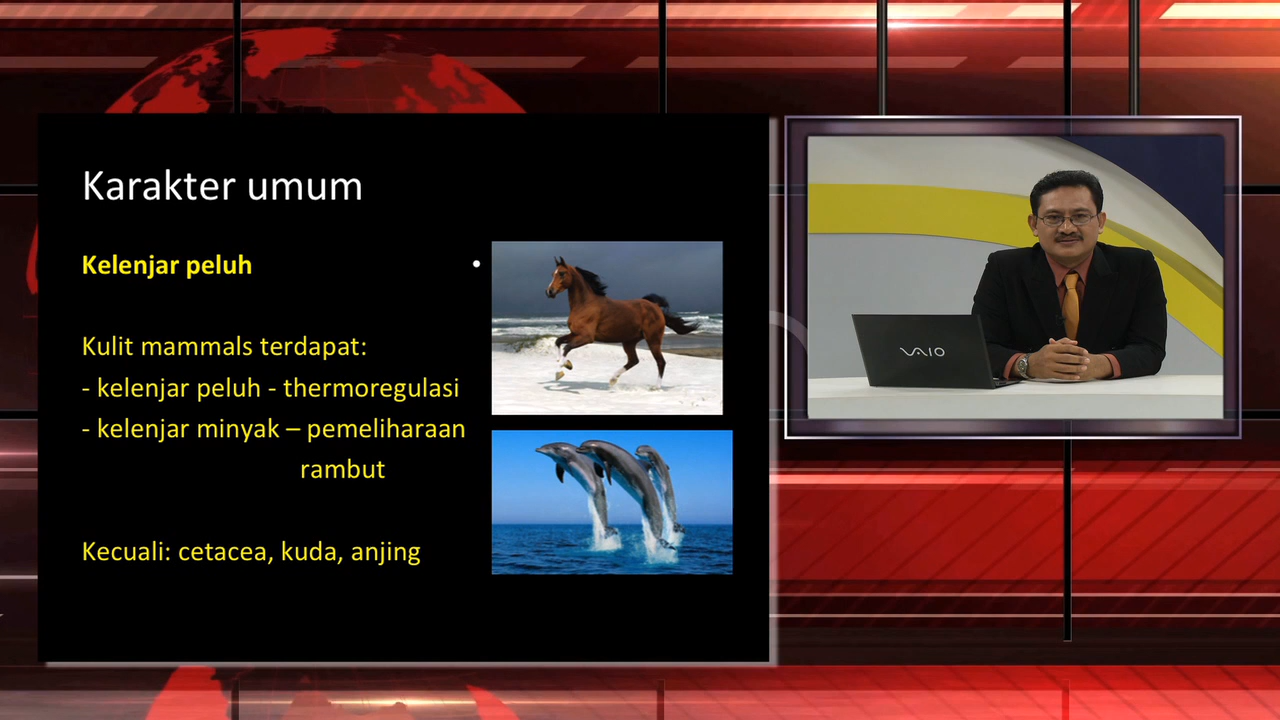 Karakter umum
Kelenjar peluh
•
Kulit mammals terdapat:
- kelenjar peluh - thermoregulasi
- kelenjar minyak – pemeliharaan
rambut
Kecuali: cetacea, kuda, anjing
VAIO